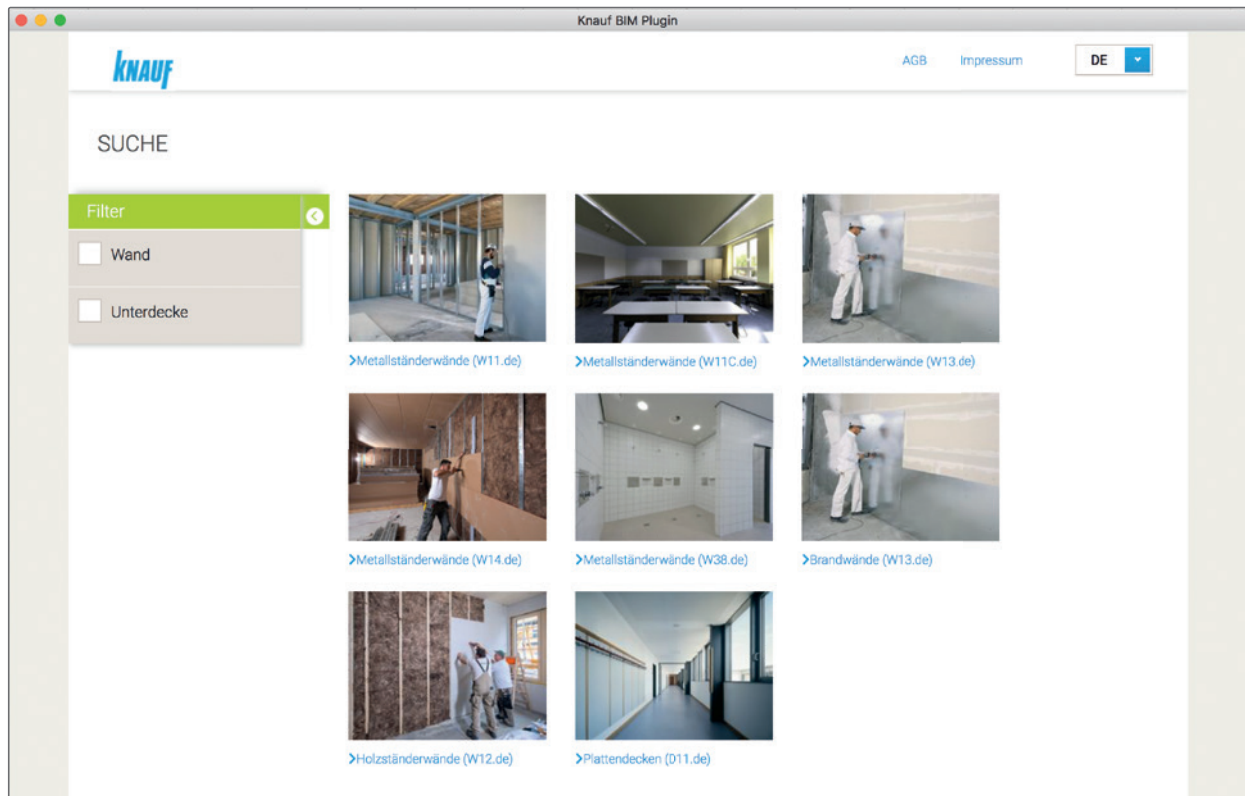 Knauf BIM Plugin
KNAUF
AGB Impressum DE
SUCHE
Filter
Wand
Unterdecke
Metallständerwände (W11.de)
Metallständerwände (W11C.de)
Metallständerwände (W13.de)
Metallständerwände (W14.de)
Metallständerwände (W38.de)
Brandwände (W13.de)
Holzständerwände (W12.de)
Plattendecken (D11.de)